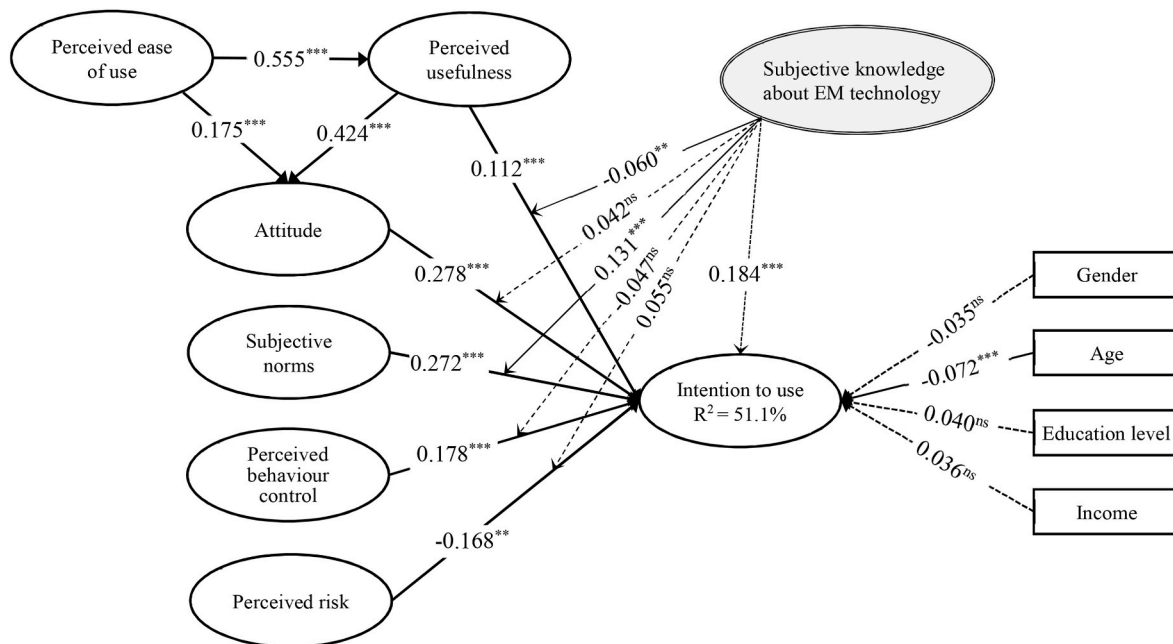 Perceived ease
of use
0.555***
Perceived
usefulness
Subjective knowledge
about EM technology
0.175***
0.424***
0.112***
-0.060**
0.042ns
0.131***
-0.047ns
0.055ns
0.184***
Attitude
0.278***
Subjective
norms
0.272***
Perceived
behaviour
control
0.178***
Perceived risk
-0.168**
Intention to use
R² = 51.1%
-0.035ns
Gender
-0.072***
Age
0.040ns
Education level
0.036ns
Income